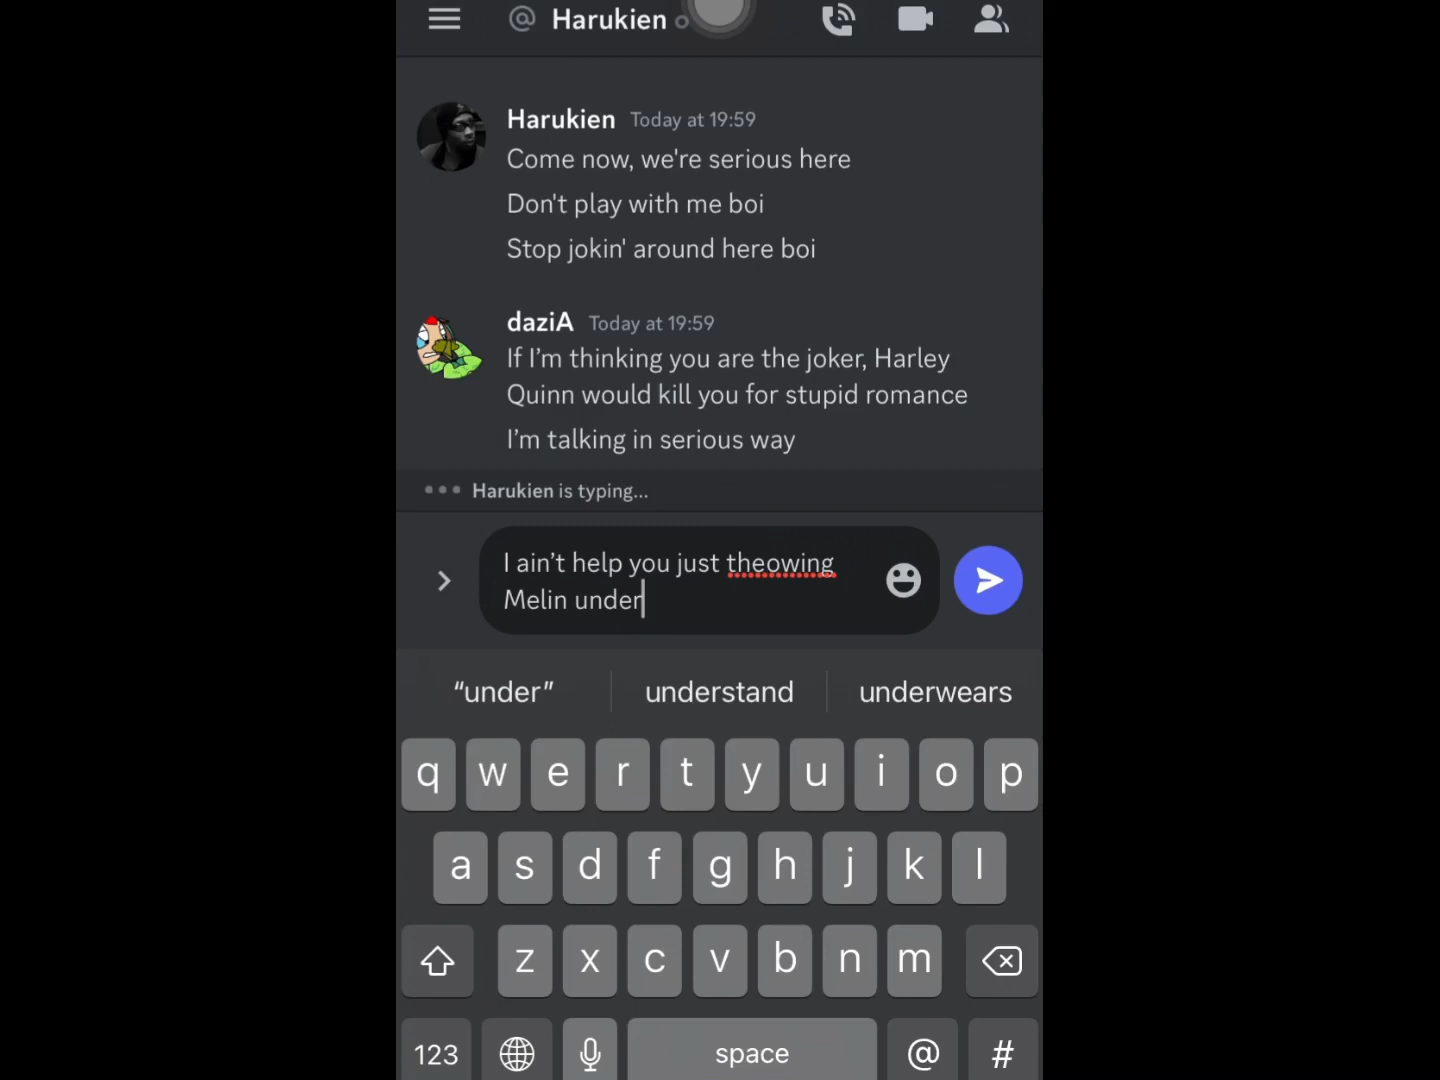 @ Harukien
Harukien Today at 19:59
Come now, we're serious here
Don't play with me boi
Stop jokin' around here boi
daziA Today at 19:59
If I’m thinking you are the joker, Harley
Quinn would kill you for stupid romance
I’m talking in serious way
Harukien is typing...
I ain’t help you just theowing
Melin under
“under” understand underwears
q w e r t y u i o p
a s d f g h j k l
z x c v b n m
123 space @ #